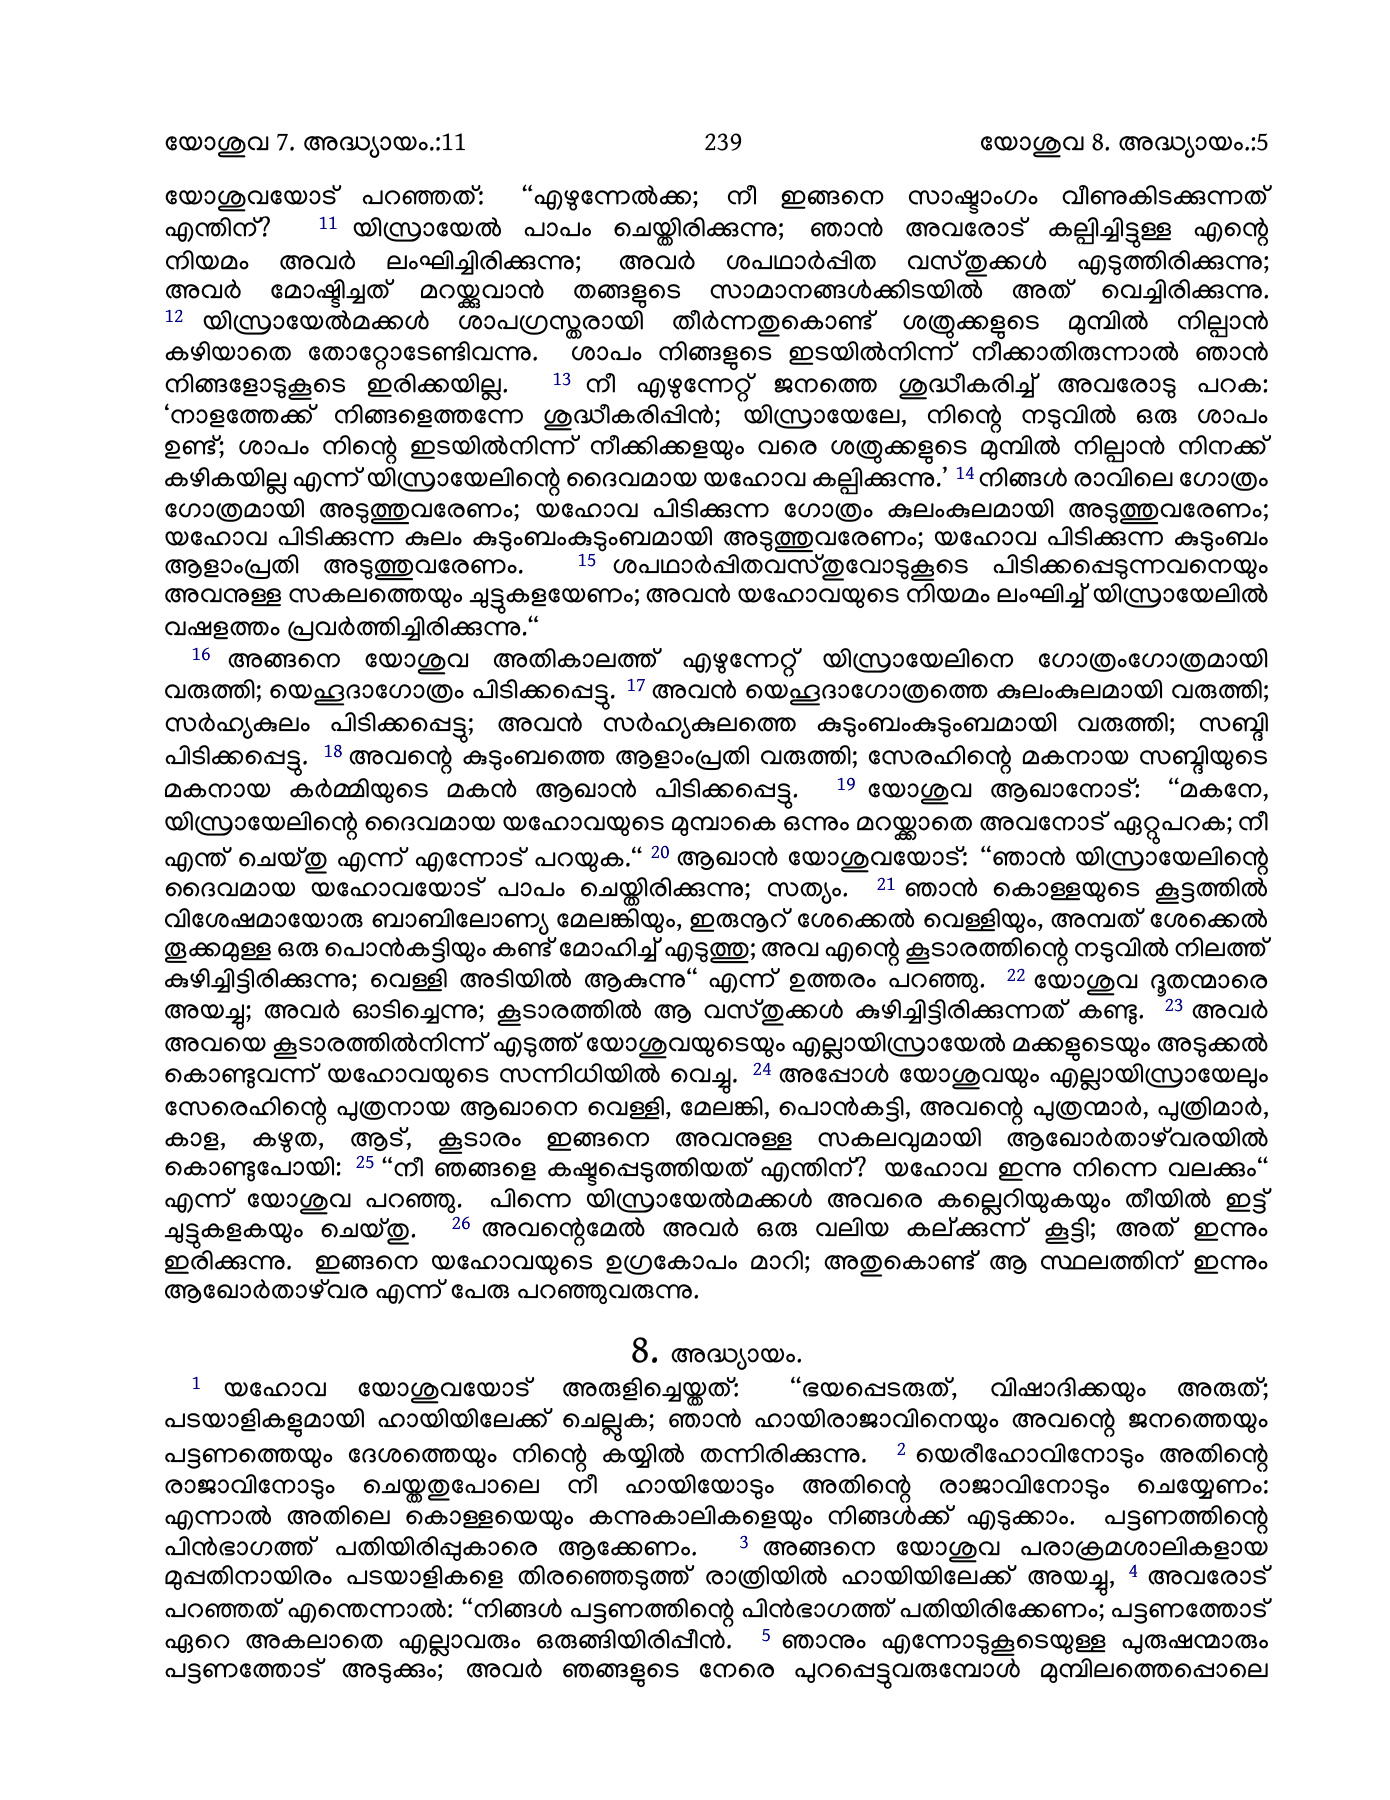 യോശുവ 7. അദ്ധ്യായം.:11 239 യോശുവ 8. അദ്ധ്യായം.:5
യോശുവയോട് പറഞ്ഞത്: “എഴുന്നേൽക്ക; നീ ഇങ്ങനെ സാഷ്ടാംഗം വീണുകിടക്കുന്നത്
എന്തിന്? 11 യിസ്രായേൽ പാപം ചെയ്തിരിക്കുന്നു; ഞാൻ അവരോട് കല്പിച്ചിട്ടുള്ള എന്റെ
നിയമം അവർ ലംഘിച്ചിരിക്കുന്നു; അവർ ശപഥാർപ്പിത വസ്തുക്കൾ എടുത്തിരിക്കുന്നു;
അവർ മോഷ്ടിച്ചത് മറയ്ക്കുവാൻ തങ്ങളുടെ സാമാനങ്ങൾക്കിടയിൽ അത് വെച്ചിരിക്കുന്നു.
12 യിസ്രായേൽമക്കൾ ശാപഗ്രസ്തരായി തീർന്നതുകൊണ്ട് ശത്രുക്കളുടെ മുമ്പിൽ നില്പാൻ
കഴിയാതെ തോറ്റോടേണ്ടിവന്നു. ശാപം നിങ്ങളുടെ ഇടയിൽനിന്ന് നീക്കാതിരുന്നാൽ ഞാൻ
നിങ്ങളോടുകൂടെ ഇരിക്കയില്ല. 13 നീ എഴുന്നേറ്റ് ജനത്തെ ശുദ്ധീകരിച്ച് അവരോടു പറക:
‘നാളത്തേക്ക് നിങ്ങളെത്തന്നേ ശുദ്ധീകരിപ്പിൻ; യിസ്രായേലേ, നിന്റെ നടുവിൽ ഒരു ശാപം
ഉണ്ട്; ശാപം നിന്റെ ഇടയിൽനിന്ന് നീക്കിക്കളയും വരെ ശത്രുക്കളുടെ മുമ്പിൽ നില്പാൻ നിനക്ക്
കഴികയില്ല എന്ന് യിസ്രായേലിന്റെ ദൈവമായ യഹോവ കല്പിക്കുന്നു.’ 14 നിങ്ങൾ രാവിലെ ഗോത്രം
ഗോത്രമായി അടുത്തുവരേണം; യഹോവ പിടിക്കുന്ന ഗോത്രം കുലംകുലമായി അടുത്തുവരേണം;
യഹോവ പിടിക്കുന്ന കുലം കുടുംബംകുടുംബമായി അടുത്തുവരേണം; യഹോവ പിടിക്കുന്ന കുടുംബം
ആളാംപ്രതി അടുത്തുവരേണം. 15 ശപഥാർപ്പിതവസ്തുവോടുകൂടെ പിടിക്കപ്പെടുന്നവനെയും
അവനുള്ള സകലത്തെയും ചുട്ടുകളയേണം; അവൻ യഹോവയുടെ നിയമം ലംഘിച്ച് യിസ്രായേലിൽ
വഷളത്തം പ്രവർത്തിച്ചിരിക്കുന്നു.“
16 അങ്ങനെ യോശുവ അതികാലത്ത് എഴുന്നേറ്റ് യിസ്രായേലിനെ ഗോത്രംഗോത്രമായി
വരുത്തി; യെഹൂദാഗോത്രം പിടിക്കപ്പെട്ടു. 17 അവൻ യെഹൂദാഗോത്രത്തെ കുലംകുലമായി വരുത്തി;
സർഹ്യകുലം പിടിക്കപ്പെട്ടു; അവൻ സർഹ്യകുലത്തെ കുടുംബംകുടുംബമായി വരുത്തി; സബ്ദി
പിടിക്കപ്പെട്ടു. 18 അവന്റെ കുടുംബത്തെ ആളാംപ്രതി വരുത്തി; സേരഹിന്റെ മകനായ സബ്ദിയുടെ
മകനായ കർമ്മിയുടെ മകൻ ആഖാൻ പിടിക്കപ്പെട്ടു. 19 യോശുവ ആഖാനോട്: “മകനേ,
യിസ്രായേലിന്റെ ദൈവമായ യഹോവയുടെ മുമ്പാകെ ഒന്നും മറയ്ക്കാതെ അവനോട് ഏറ്റുപറക; നീ
എന്ത് ചെയ്തു എന്ന് എന്നോട് പറയുക.“ 20 ആഖാൻ യോശുവയോട്: “ഞാൻ യിസ്രായേലിന്റെ
ദൈവമായ യഹോവയോട് പാപം ചെയ്തിരിക്കുന്നു; സത്യം. 21 ഞാൻ കൊള്ളയുടെ കൂട്ടത്തിൽ
വിശേഷമായോരു ബാബിലോണ്യ മേലങ്കിയും, ഇരുനൂറ് ശേക്കെൽ വെള്ളിയും, അമ്പത് ശേക്കെൽ
തൂക്കമുള്ള ഒരു പൊൻകട്ടിയും കണ്ട് മോഹിച്ച് എടുത്തു; അവ എന്റെ കൂടാരത്തിന്റെ നടുവിൽ നിലത്ത്
കുഴിച്ചിട്ടിരിക്കുന്നു; വെള്ളി അടിയിൽ ആകുന്നു“ എന്ന് ഉത്തരം പറഞ്ഞു. 22 യോശുവ ദൂതന്മാരെ
അയച്ചു; അവർ ഓടിച്ചെന്നു; കൂടാരത്തിൽ ആ വസ്തുക്കൾ കുഴിച്ചിട്ടിരിക്കുന്നത് കണ്ടു. 23 അവർ
അവയെ കൂടാരത്തിൽനിന്ന് എടുത്ത് യോശുവയുടെയും എല്ലായിസ്രായേൽ മക്കളുടെയും അടുക്കൽ
കൊണ്ടുവന്ന് യഹോവയുടെ സന്നിധിയിൽ വെച്ചു. 24 അപ്പോൾ യോശുവയും എല്ലായിസ്രായേലും
സേരെഹിന്റെ പുത്രനായ ആഖാനെ വെള്ളി, മേലങ്കി, പൊൻകട്ടി, അവന്റെ പുത്രന്മാർ, പുത്രിമാർ,
കാള, കഴുത, ആട്, കൂടാരം ഇങ്ങനെ അവനുള്ള സകലവുമായി ആഖോർതാഴ്‌വരയിൽ
കൊണ്ടുപോയി: 25 “നീ ഞങ്ങളെ കഷ്ടപ്പെടുത്തിയത് എന്തിന്? യഹോവ ഇന്നു നിന്നെ വലക്കും“
എന്ന് യോശുവ പറഞ്ഞു. പിന്നെ യിസ്രായേൽമക്കൾ അവരെ കല്ലെറിയുകയും തീയിൽ ഇട്ട്
ചുട്ടുകളകയും ചെയ്തു. 26 അവന്റെമേൽ അവർ ഒരു വലിയ കല്ക്കുന്ന് കൂട്ടി; അത് ഇന്നും
ഇരിക്കുന്നു. ഇങ്ങനെ യഹോവയുടെ ഉഗ്രകോപം മാറി; അതുകൊണ്ട് ആ സ്ഥലത്തിന് ഇന്നും
ആഖോർതാഴ്‌വര എന്ന് പേരു പറഞ്ഞുവരുന്നു.
8. അദ്ധ്യായം.
1 യഹോവ യോശുവയോട് അരുളിച്ചെയ്തത്: “ഭയപ്പെടരുത്, വിഷാദിക്കയും അരുത്;
പടയാളികളുമായി ഹായിയിലേക്ക് ചെല്ലുക; ഞാൻ ഹായിരാജാവിനെയും അവന്റെ ജനത്തെയും
പട്ടണത്തെയും ദേശത്തെയും നിന്റെ കയ്യിൽ തന്നിരിക്കുന്നു. 2 യെരീഹോവിനോടും അതിന്റെ
രാജാവിനോടും ചെയ്തതുപോലെ നീ ഹായിയോടും അതിന്റെ രാജാവിനോടും ചെയ്യേണം:
എന്നാൽ അതിലെ കൊള്ളയെയും കന്നുകാലികളെയും നിങ്ങൾക്ക് എടുക്കാം. പട്ടണത്തിന്റെ
പിൻഭാഗത്ത് പതിയിരിപ്പുകാരെ ആക്കേണം. 3 അങ്ങനെ യോശുവ പരാക്രമശാലികളായ
മുപ്പതിനായിരം പടയാളികളെ തിരഞ്ഞെടുത്ത് രാത്രിയിൽ ഹായിയിലേക്ക് അയച്ചു, 4 അവരോട്
പറഞ്ഞത് എന്തെന്നാൽ: “നിങ്ങൾ പട്ടണത്തിന്റെ പിൻഭാഗത്ത് പതിയിരിക്കേണം; പട്ടണത്തോട്
ഏറെ അകലാതെ എല്ലാവരും ഒരുങ്ങിയിരിപ്പീൻ. 5 ഞാനും എന്നോടുകൂടെയുള്ള പുരുഷന്മാരും
പട്ടണത്തോട് അടുക്കും; അവർ ഞങ്ങളുടെ നേരെ പുറപ്പെട്ടുവരുമ്പോൾ മുമ്പിലത്തെപ്പൊലെ